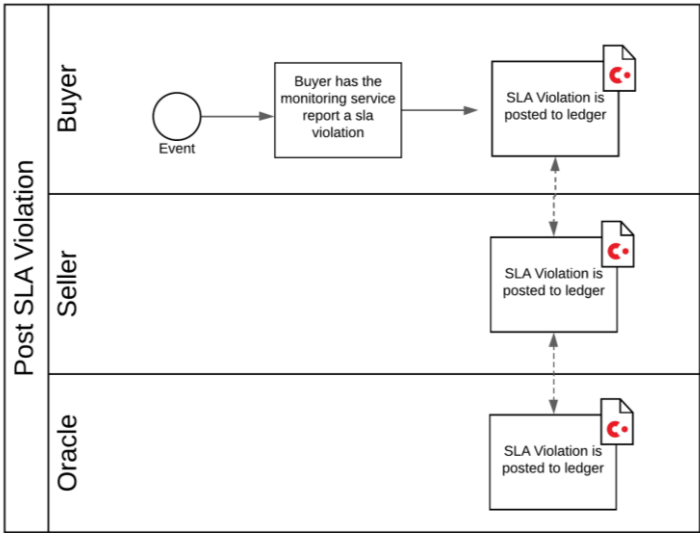 Post SLA Violation
Buyer
Event
Buyer has the
monitoring service
report a sla
violation
SLA Violation is
posted to ledger
Seller
SLA Violation is
posted to ledger
Oracle
SLA Violation is
posted to ledger